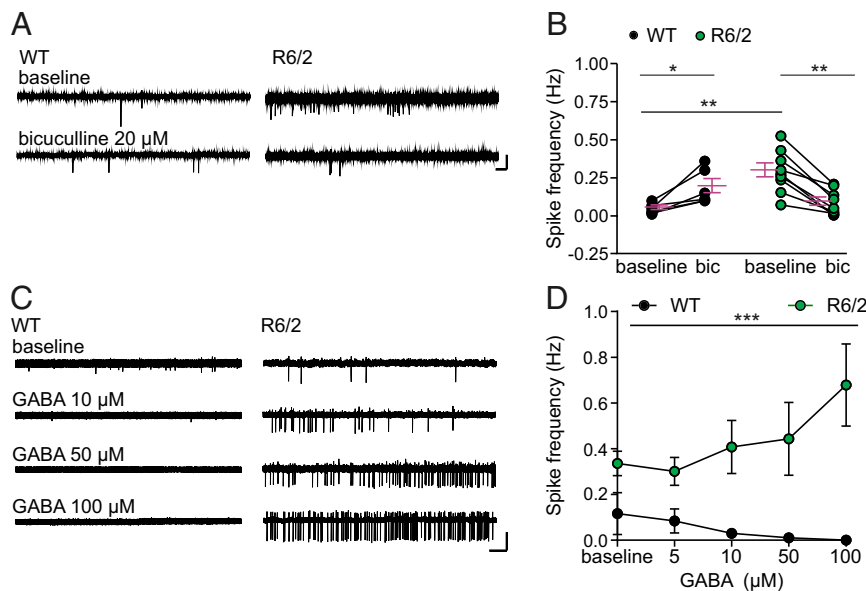 A
WT
R6/2
baseline
bicuculline 20 µM
B
WT R6/2
Spike frequency (Hz)
1.00
0.75
0.50
0.25
0.00
-0.25
*
**
**
baseline bic baseline bic
C
WT
R6/2
baseline
GABA 10 µM
GABA 50 µM
GABA 100 µM
D
WT R6/2
***
Spike frequency (Hz)
1.0
0.8
0.6
0.4
0.2
0.0
baseline 5 10 50 100
GABA (µM)